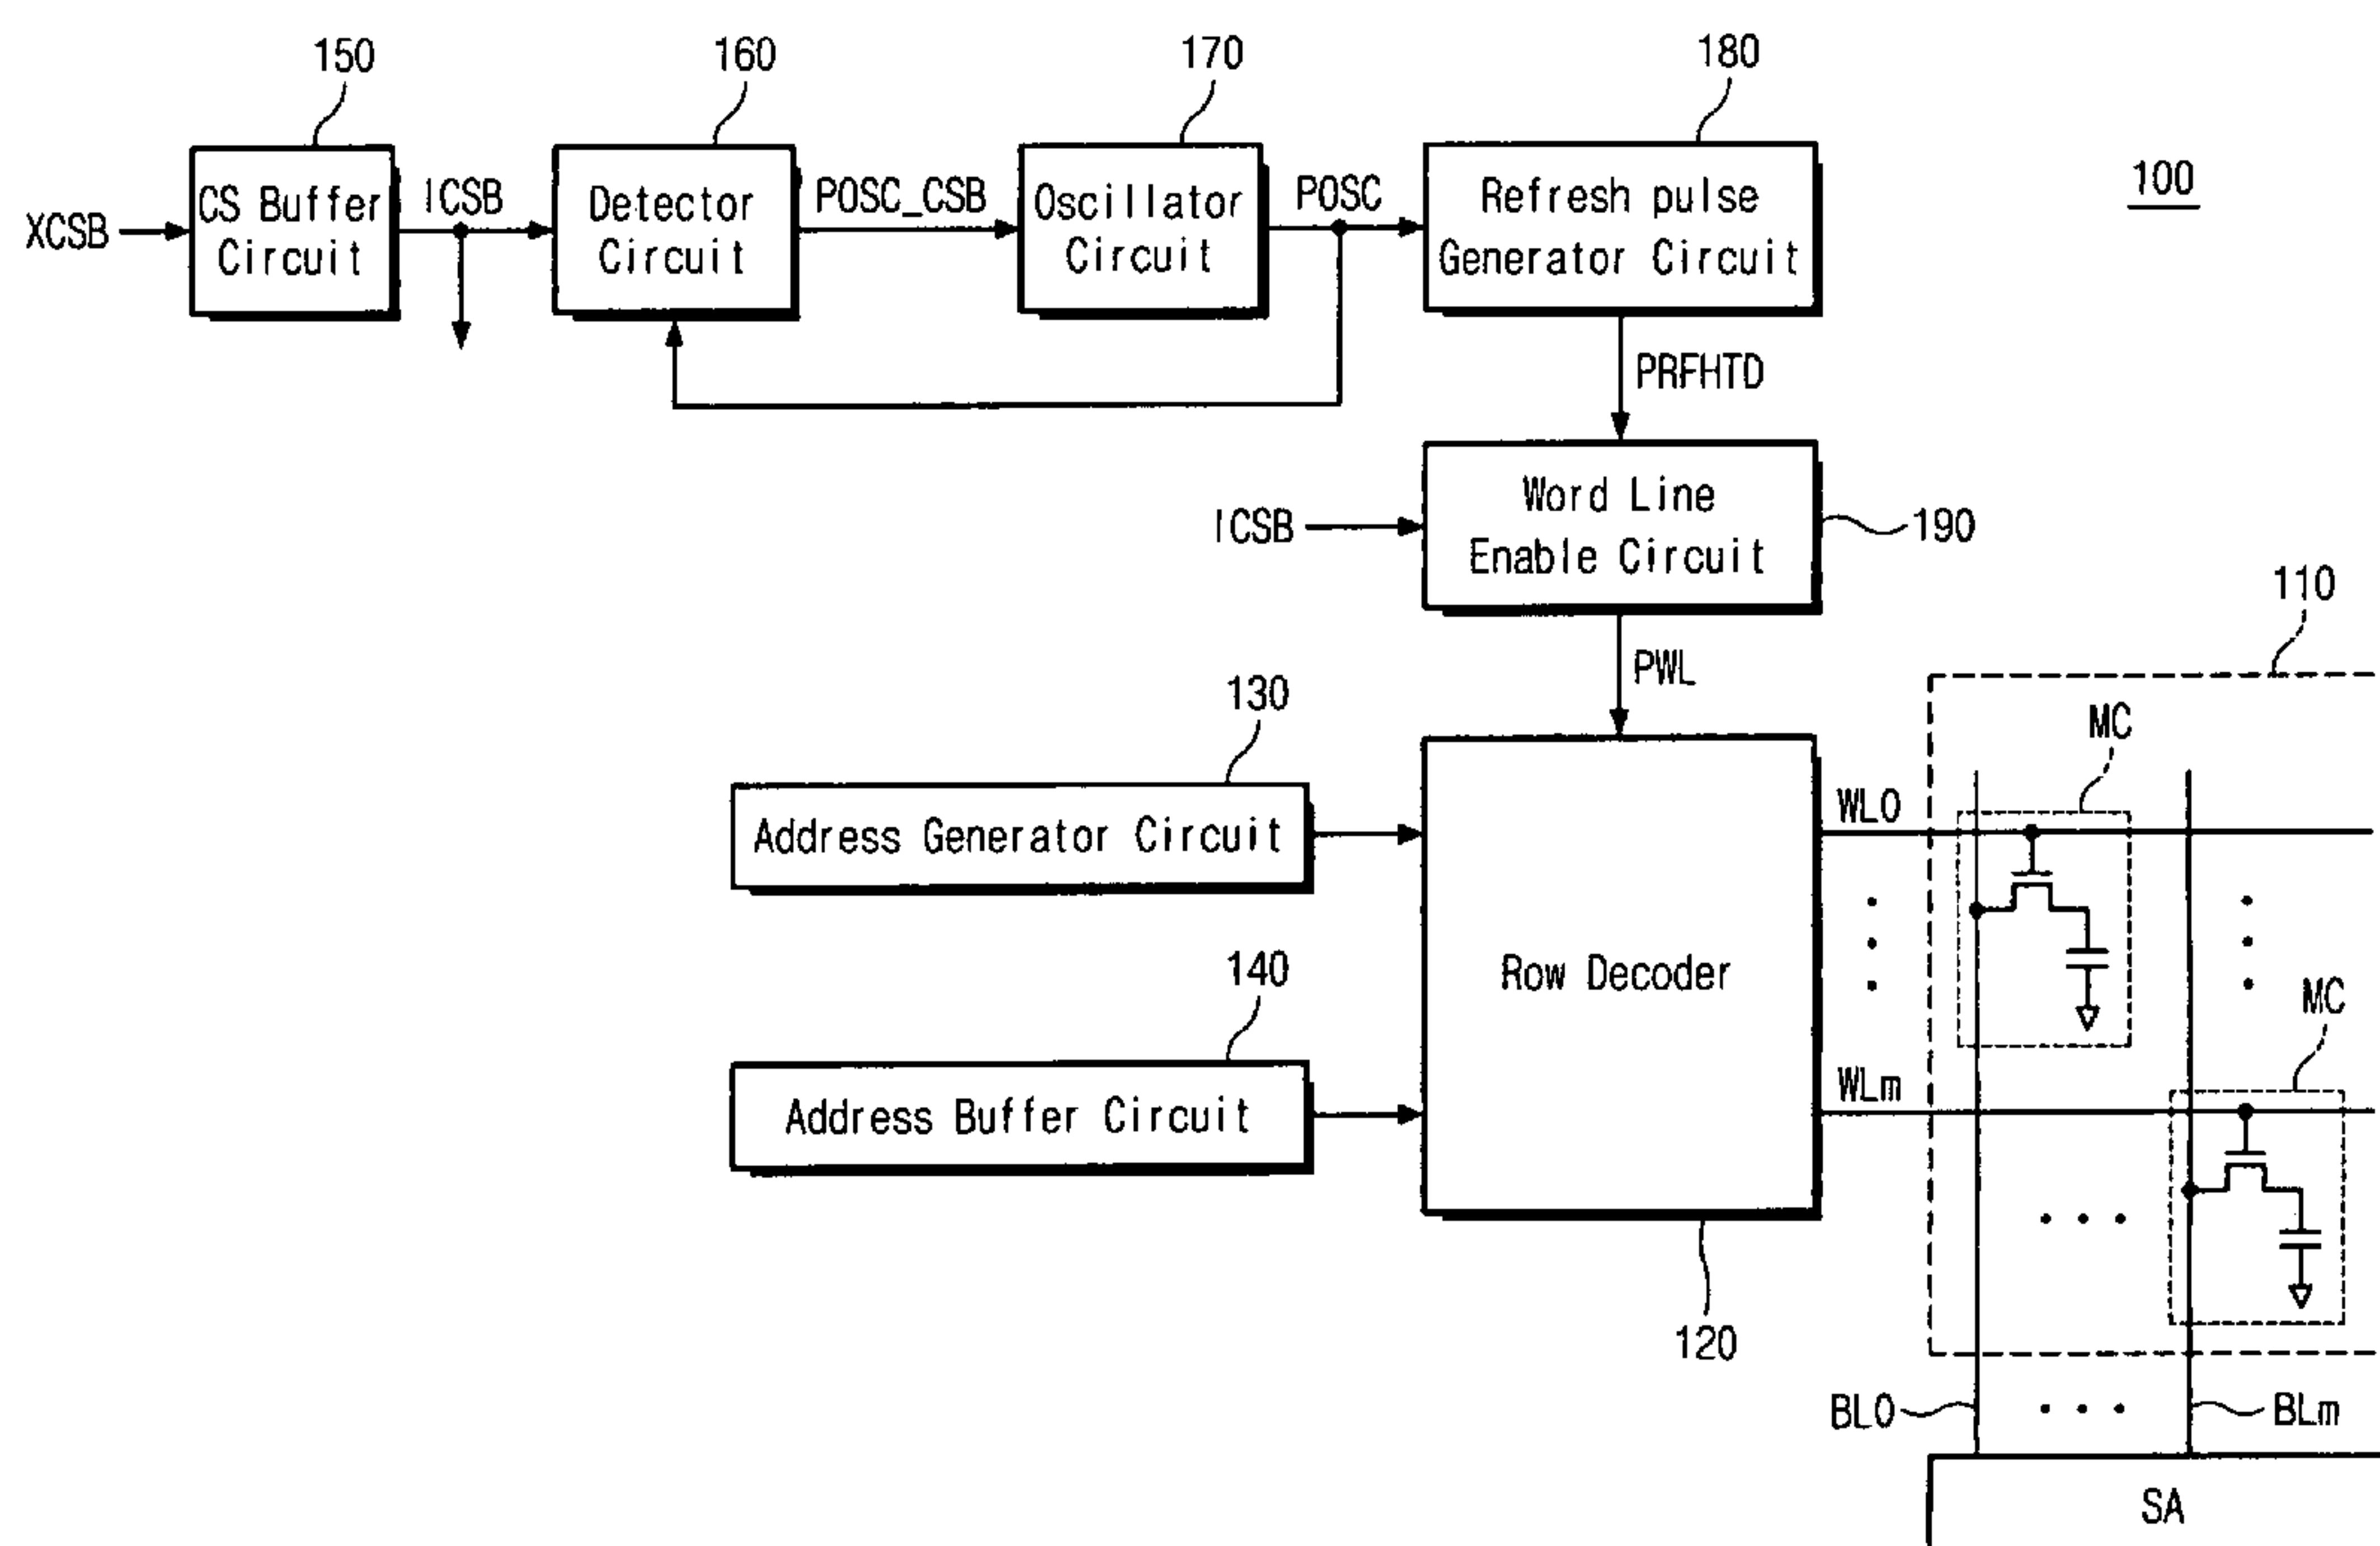 150
160
170
180
100
XCSB
CS Buffer
Circuit
ICSB
Detector
Circuit
POSC_CSB
Oscillator
Circuit
POSC
Refresh pulse
Generator Circuit
PRFHTD
ICSB
Word Line
Enable Circuit
190
110
PWL
130
MC
Address Generator Circuit
WL0
140
Row Decoder
MC
Address Buffer Circuit
WLm
120
BL0
BLm
SA